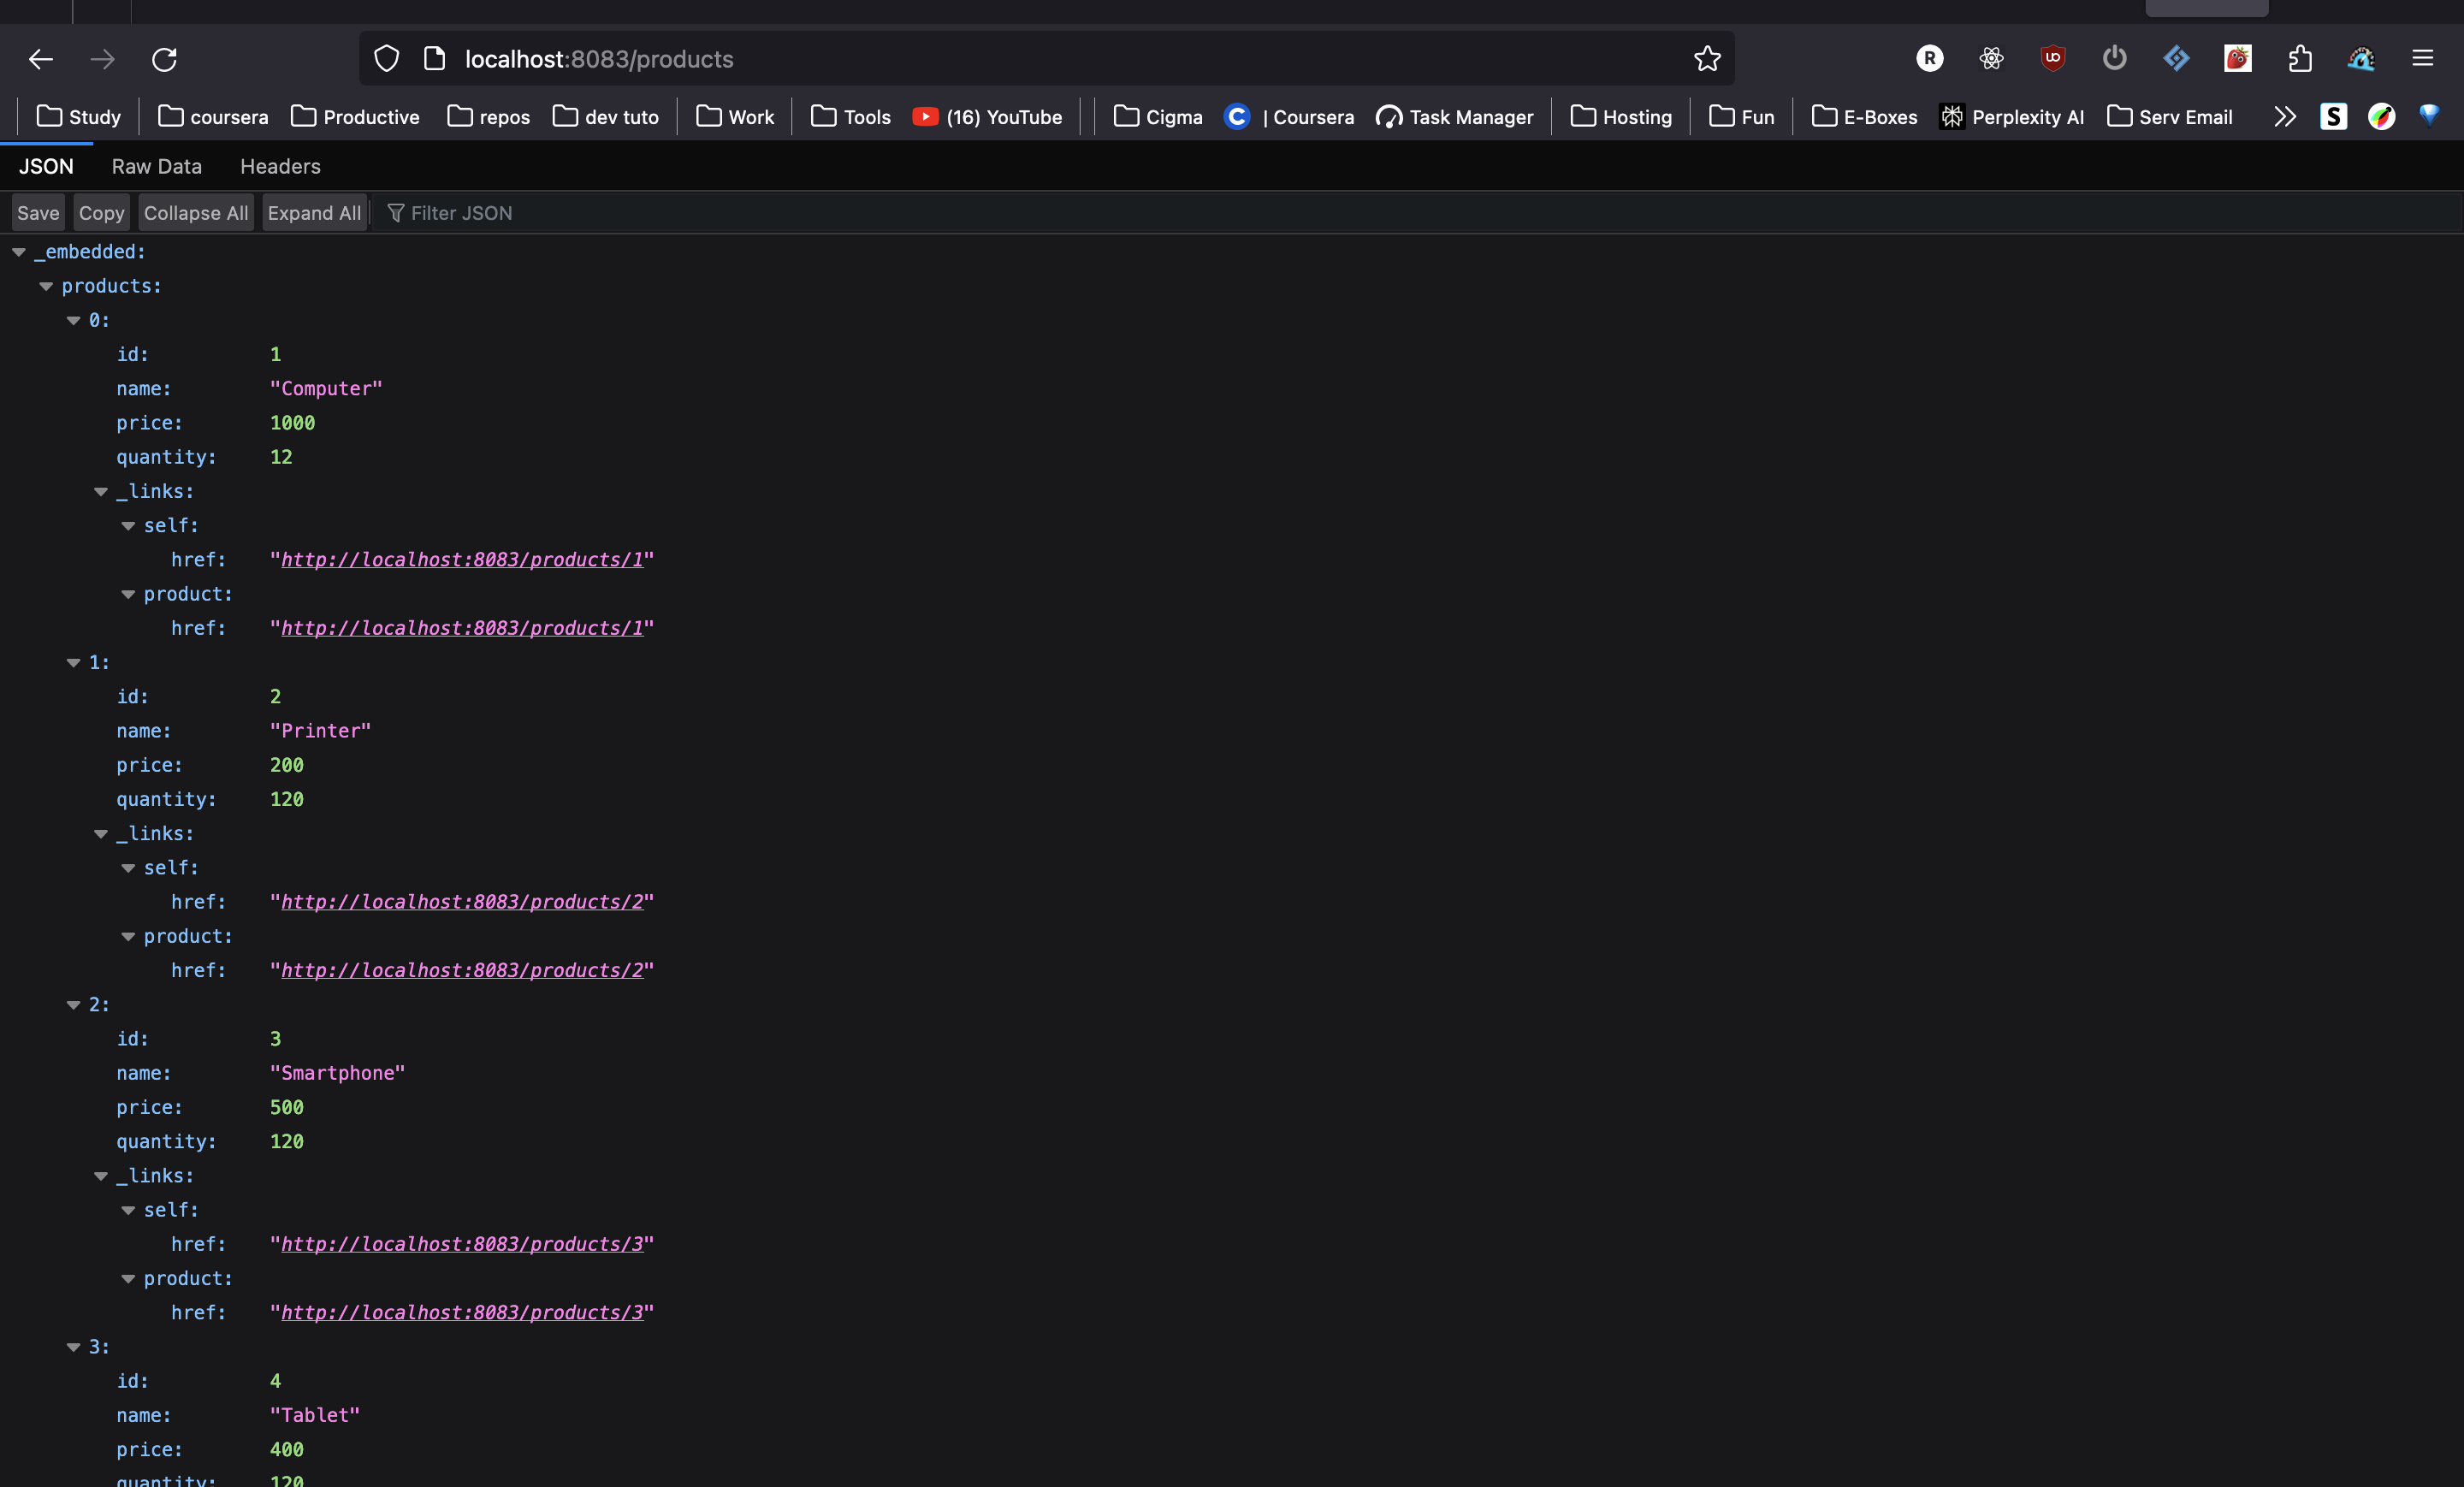 localhost:8083/products
R
UO
Study coursera Productive repos dev tuto Work Tools (16) YouTube Cigma C | Coursera Task Manager Hosting Fun E-Boxes Perplexity AI Serv Email S
JSON Raw Data Headers
Save Copy Collapse All Expand All Filter JSON
_embedded:
products:
0:
id: 1
name: "Computer"
price: 1000
quantity: 12
_links:
self:
href: "http://localhost:8083/products/1"
product:
href: "http://localhost:8083/products/1"
1:
id: 2
name: "Printer"
price: 200
quantity: 120
_links:
self:
href: "http://localhost:8083/products/2"
product:
href: "http://localhost:8083/products/2"
2:
id: 3
name: "Smartphone"
price: 500
quantity: 120
_links:
self:
href: "http://localhost:8083/products/3"
product:
href: "http://localhost:8083/products/3"
3:
id: 4
name: "Tablet"
price: 400
quantity: 120